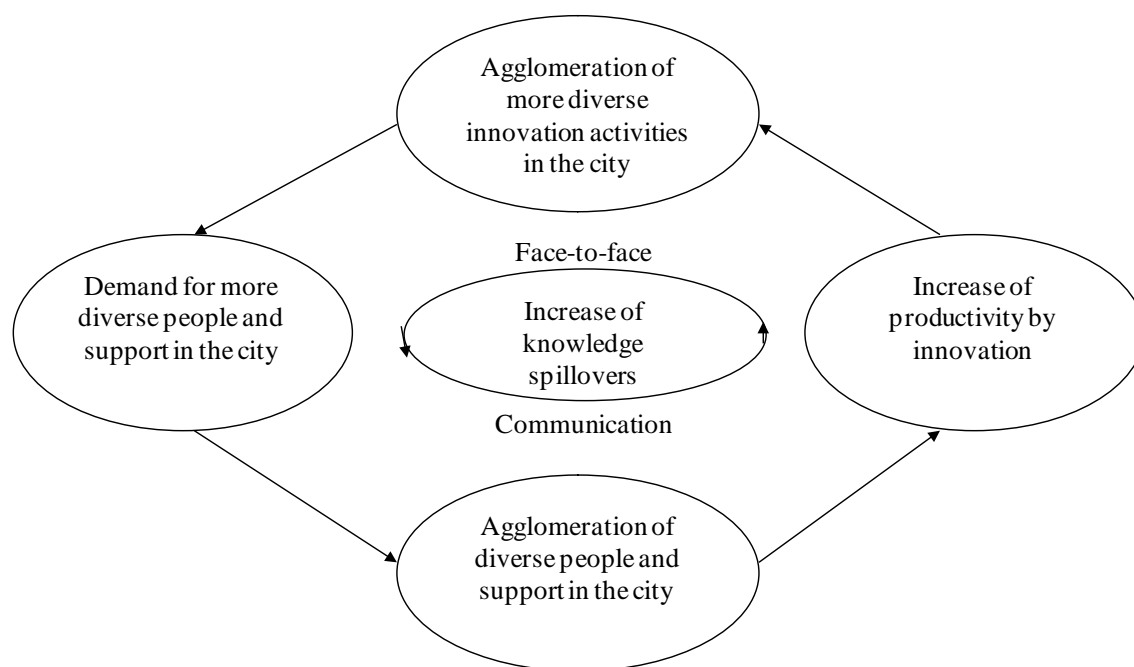 Agglomeration of
more diverse
innovation activities
in the city
Face-to-face
Demand for more
diverse people and
support in the city
Increase of
knowledge
spillovers
Increase of
productivity by
innovation
Communication
Agglomeration of
diverse people and
support in the city